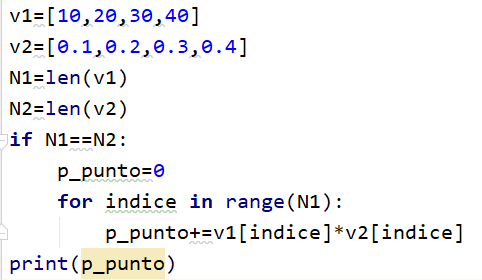 v1=[10,20,30,40]
v2=[0.1,0.2,0.3,0.4]
N1=len(v1)
N2=len(v2)
if N1==N2:
    p_punto=0
    for indice in range(N1):
        p_punto+=v1[indice]*v2[indice]
print(p_punto)